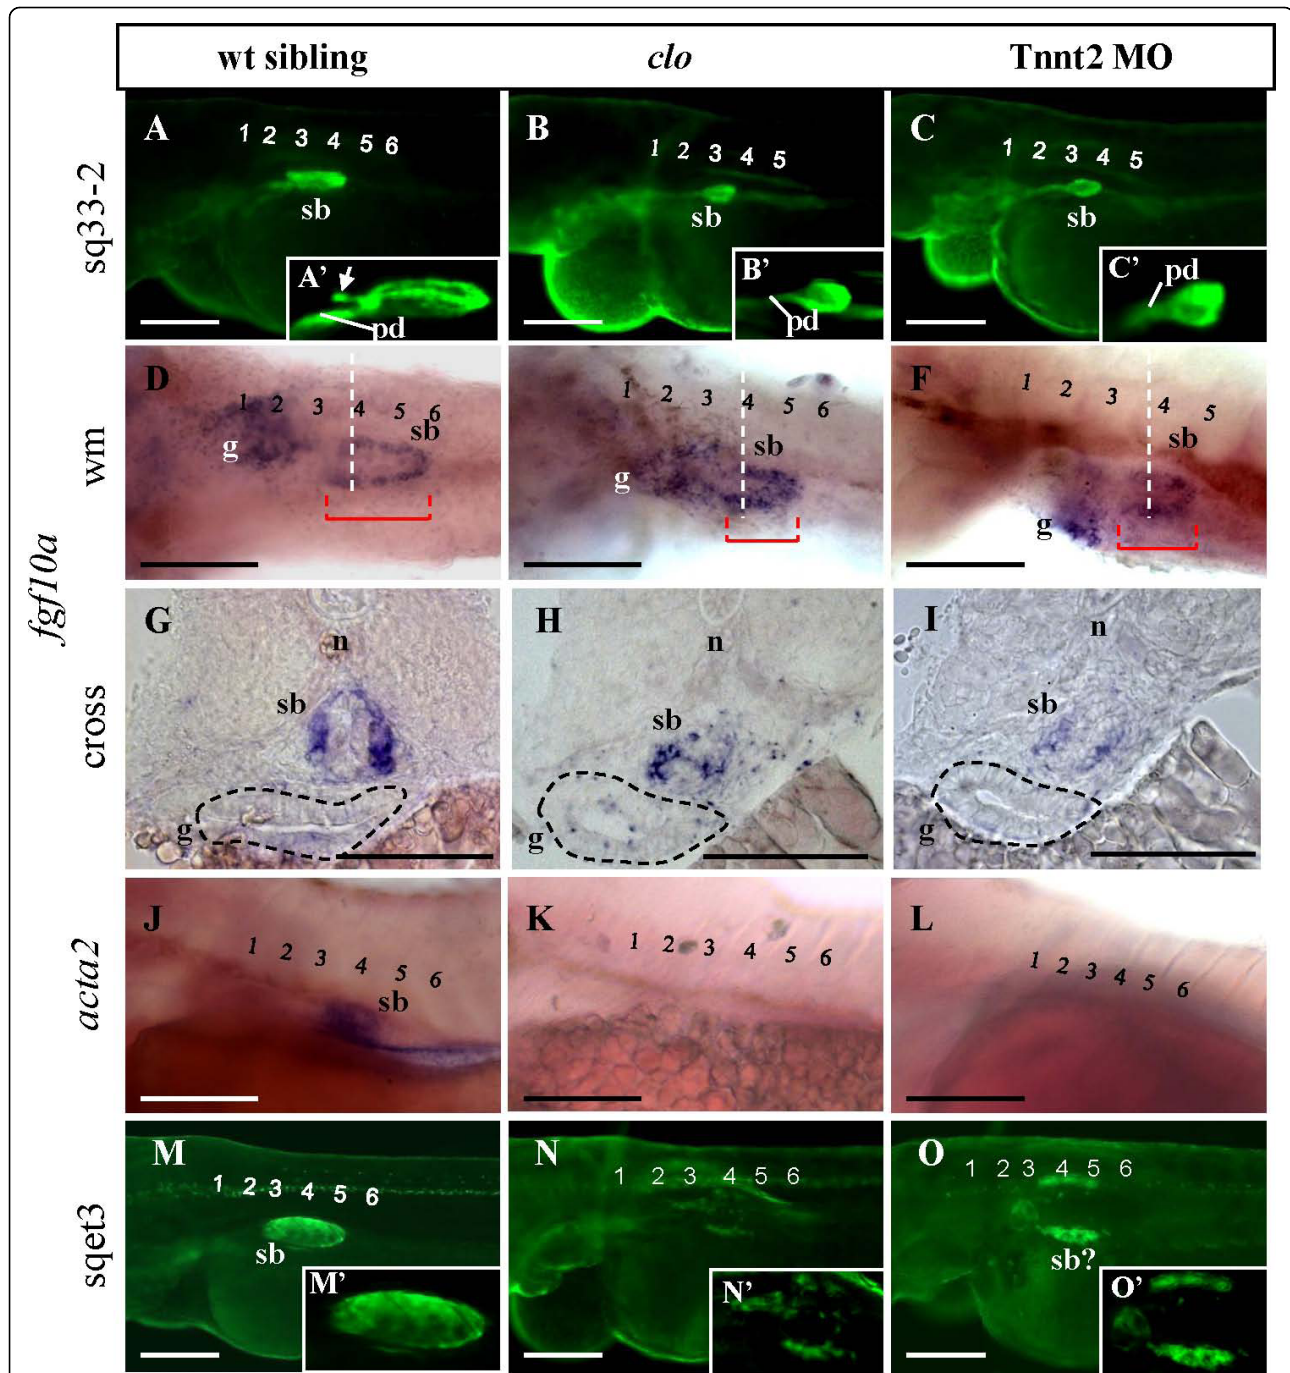 wt sibling clo Tnnt2 MO
sq33-2
A 1 2 3 4 5 6 sb A' pd
B 1 2 3 4 5 sb B' pd
C 1 2 3 4 5 sb C' pd
fgf10a
wm
D 1 2 3 4 5 6 sb g
E 1 2 3 4 5 6 sb g
F 1 2 3 4 5 sb g
cross
G n sb g
H n sb g
I n sb g
acta2
J 1 2 3 4 5 6 sb
K 1 2 3 4 5 6
L 1 2 3 4 5 6
sqet3
M 1 2 3 4 5 6 sb M'
N 1 2 3 4 5 6 N'
O 1 2 3 4 5 6 sb? O'